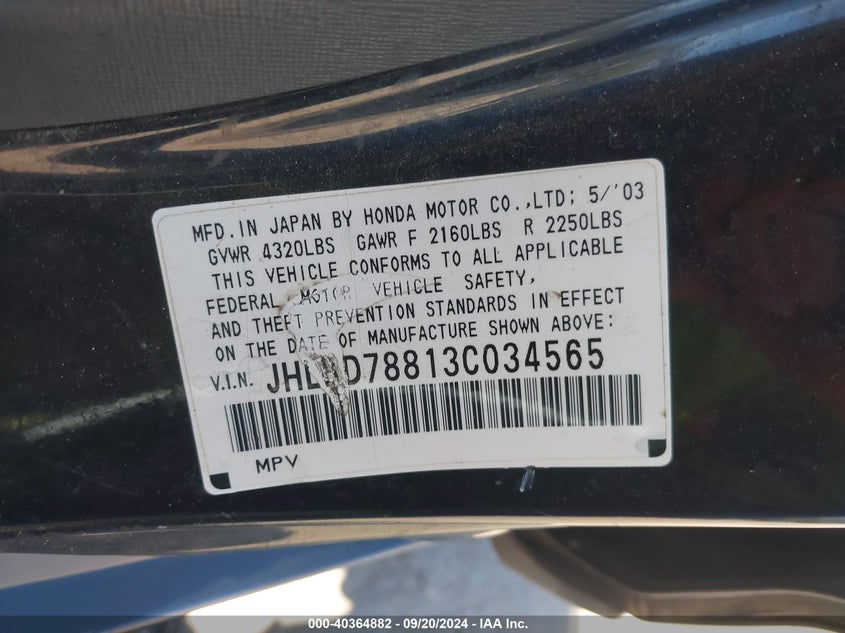 MFD. IN JAPAN BY HONDA MOTOR CO.,LTD; 5/'03
GVWR 4320LBS GAWR F 2160LBS R 2250LBS
THIS VEHICLE CONFORMS TO ALL APPLICABLE
FEDERAL MOTOR VEHICLE SAFETY,
AND THEFT PREVENTION STANDARDS IN EFFECT
ON THE DATE OF MANUFACTURE SHOWN ABOVE:
V.I.N.
MPV
000-40364882 - 09/20/2024 - IAA Inc.